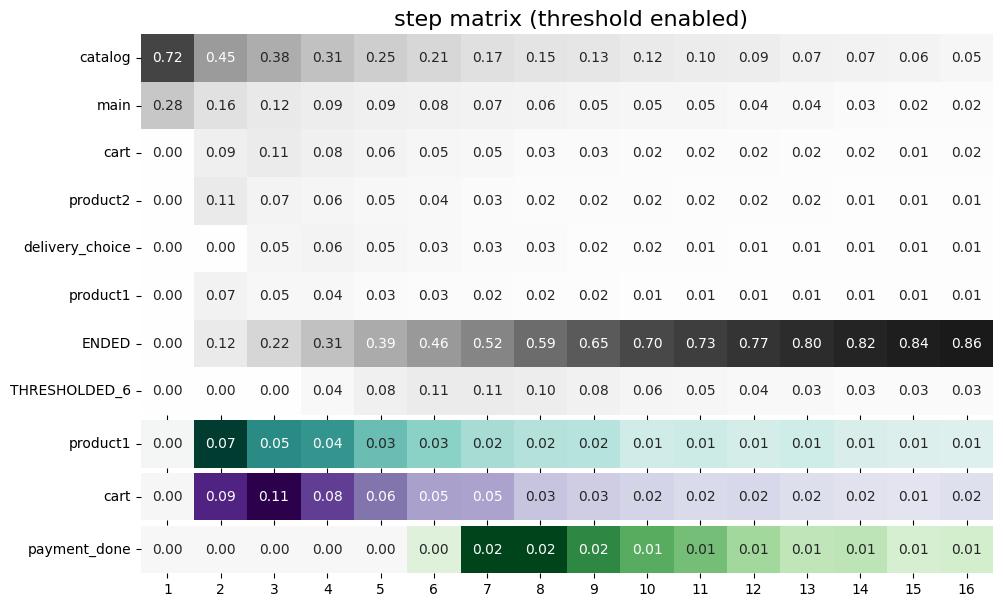 step matrix (threshold enabled)
catalog 0.72 0.45 0.38 0.31 0.25 0.21 0.17 0.15 0.13 0.12 0.10 0.09 0.07 0.07 0.06 0.05
main 0.28 0.16 0.12 0.09 0.09 0.08 0.07 0.06 0.05 0.05 0.05 0.04 0.04 0.03 0.02 0.02
cart 0.00 0.09 0.11 0.08 0.06 0.05 0.05 0.03 0.03 0.02 0.02 0.02 0.02 0.02 0.01 0.02
product2 0.00 0.11 0.07 0.06 0.05 0.04 0.03 0.02 0.02 0.02 0.02 0.02 0.02 0.01 0.01 0.01
delivery_choice 0.00 0.00 0.05 0.06 0.05 0.03 0.03 0.03 0.02 0.02 0.01 0.01 0.01 0.01 0.01 0.01
product1 0.00 0.07 0.05 0.04 0.03 0.03 0.02 0.02 0.02 0.01 0.01 0.01 0.01 0.01 0.01 0.01
ENDED 0.00 0.12 0.22 0.31 0.39 0.46 0.52 0.59 0.65 0.70 0.73 0.77 0.80 0.82 0.84 0.86
THRESHOLDED_6 0.00 0.00 0.00 0.04 0.08 0.11 0.11 0.10 0.08 0.06 0.05 0.04 0.03 0.03 0.03 0.03
product1 0.00 0.07 0.05 0.04 0.03 0.03 0.02 0.02 0.02 0.01 0.01 0.01 0.01 0.01 0.01 0.01
cart 0.00 0.09 0.11 0.08 0.06 0.05 0.05 0.03 0.03 0.02 0.02 0.02 0.02 0.02 0.01 0.02
payment_done 0.00 0.00 0.00 0.00 0.00 0.00 0.02 0.02 0.02 0.01 0.01 0.01 0.01 0.01 0.01 0.01
1 2 3 4 5 6 7 8 9 10 11 12 13 14 15 16